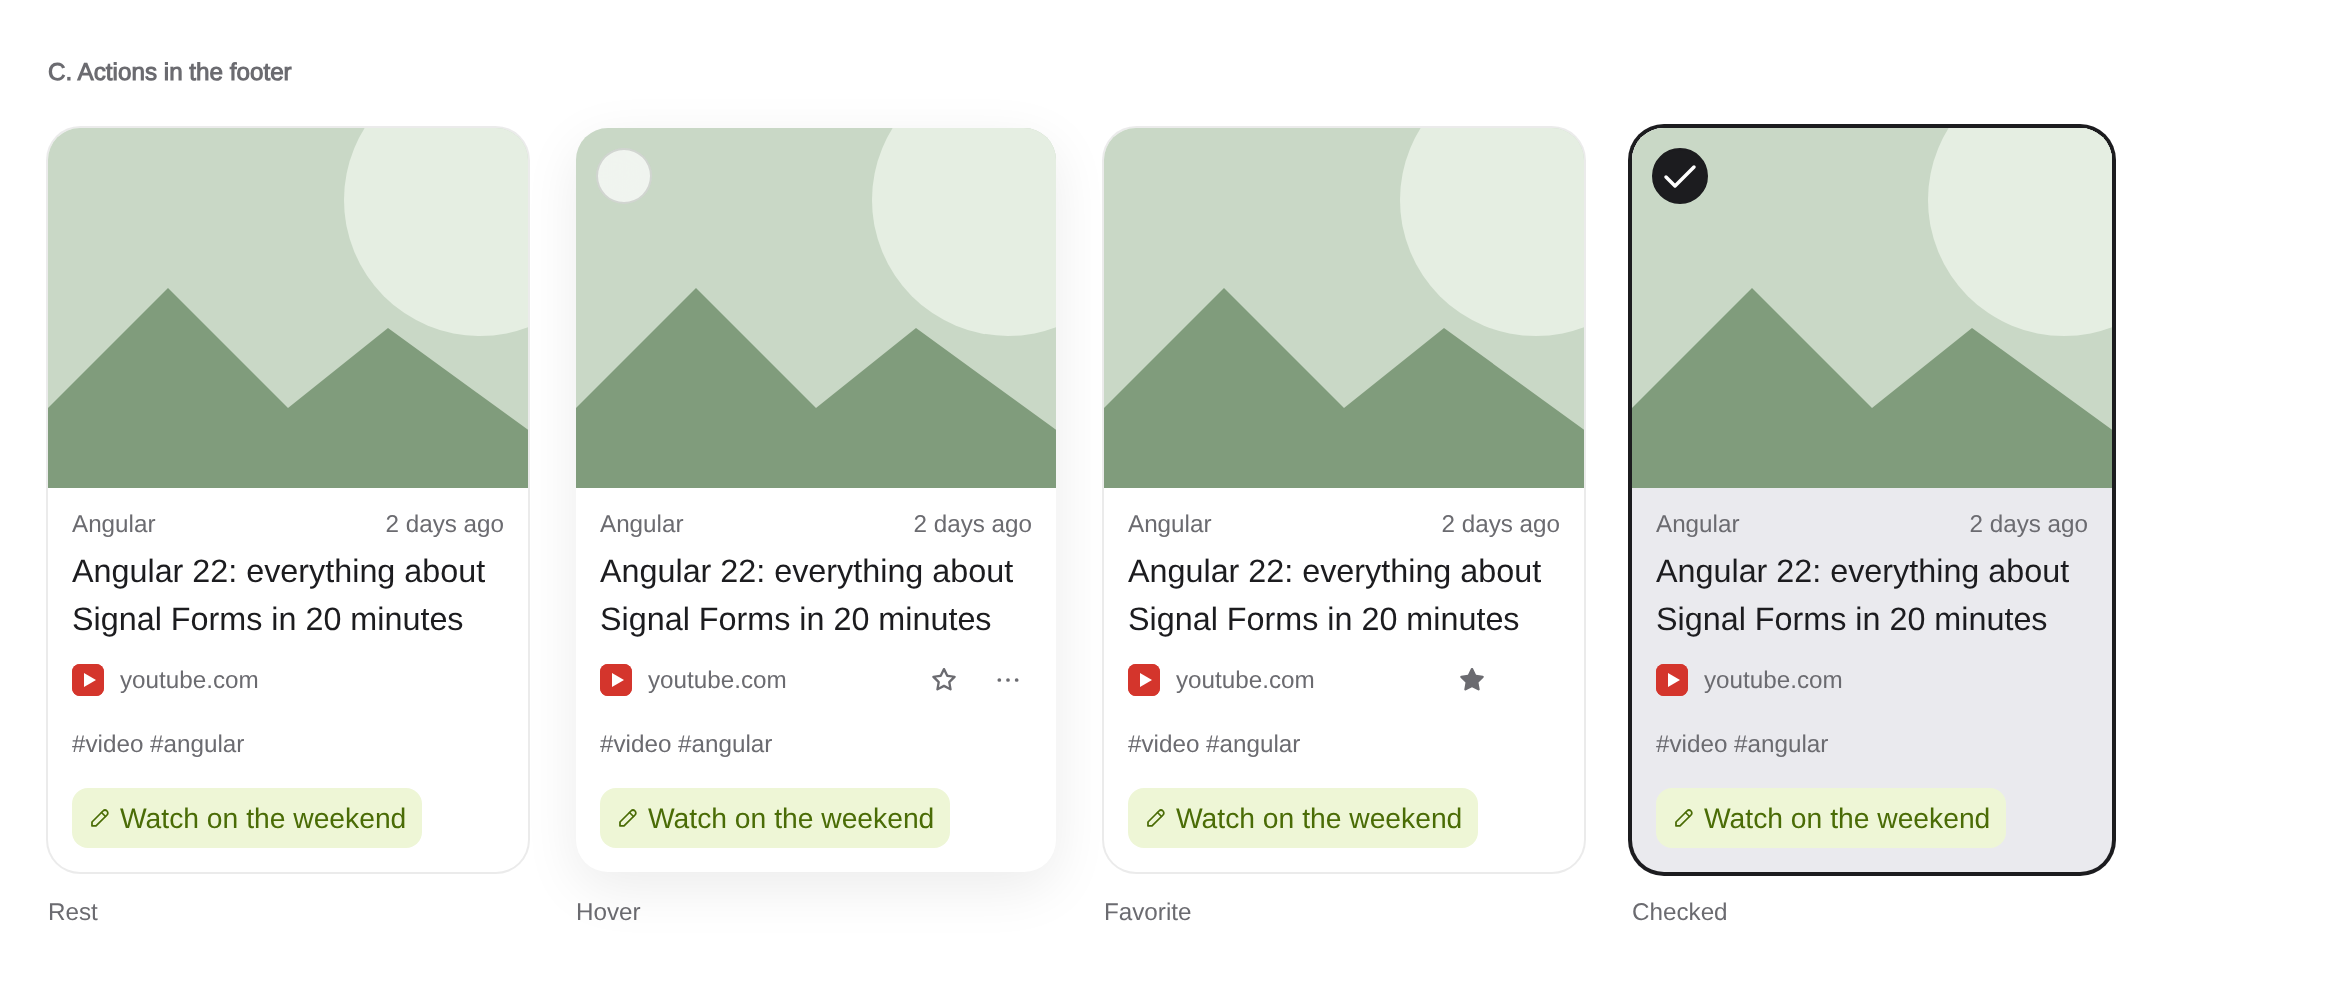 C. Actions in the footer
Angular 2 days ago
Angular 22: everything about
Signal Forms in 20 minutes
youtube.com
#video #angular
Watch on the weekend
Rest
Angular 2 days ago
Angular 22: everything about
Signal Forms in 20 minutes
youtube.com
#video #angular
Watch on the weekend
Hover
Angular 2 days ago
Angular 22: everything about
Signal Forms in 20 minutes
youtube.com
#video #angular
Watch on the weekend
Favorite
Angular 2 days ago
Angular 22: everything about
Signal Forms in 20 minutes
youtube.com
#video #angular
Watch on the weekend
Checked